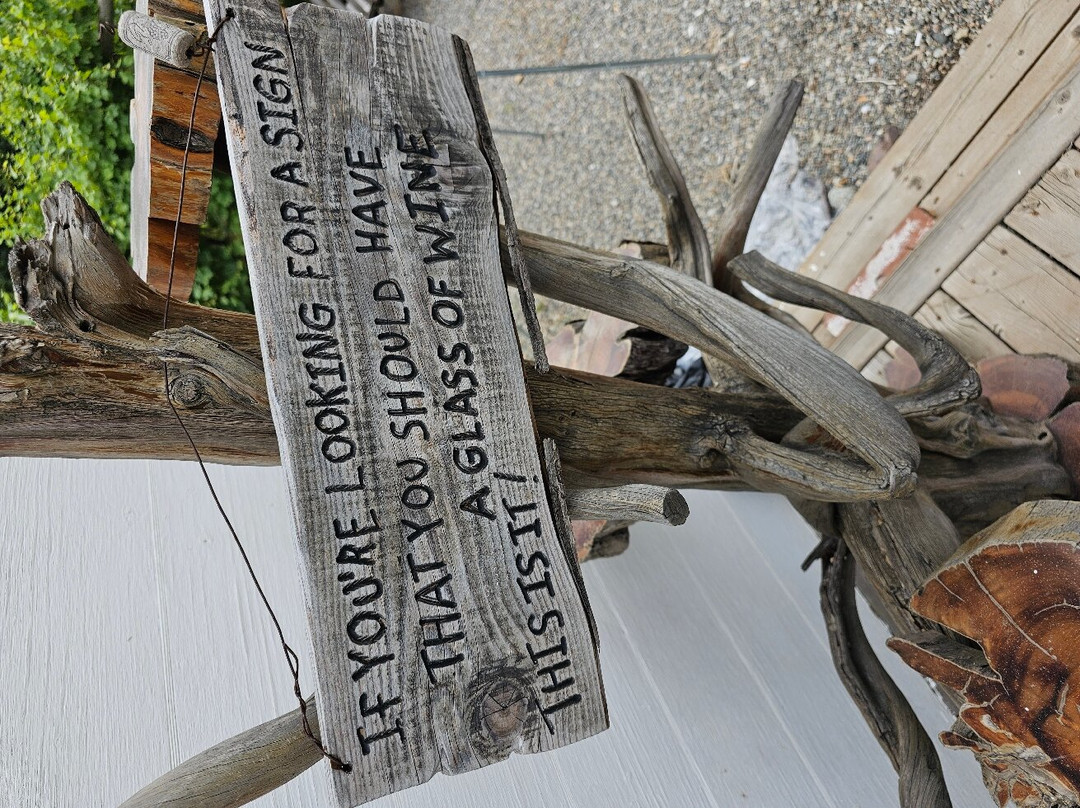 IF YOU'RE LOOKING FOR A SIGN
THAT YOU SHOULD HAVE
A GLASS OF WINE
THIS IS IT!